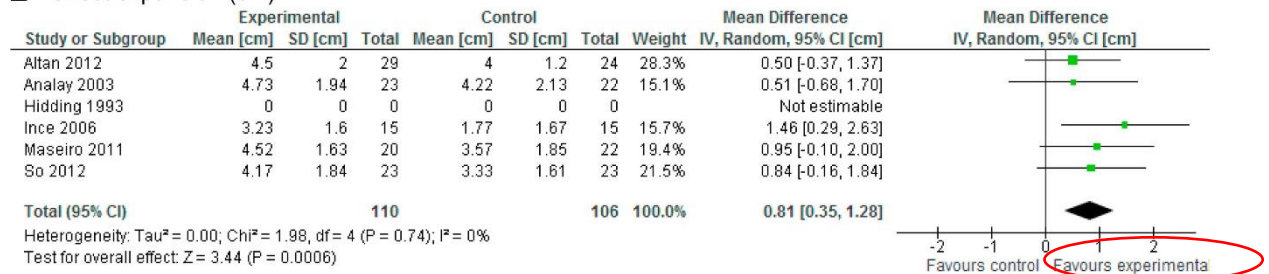 Experimental Control Mean Difference Mean Difference
Study or Subgroup Mean [cm] SD [cm] Total Mean [cm] SD [cm] Total Weight IV, Random, 95% CI [cm] IV, Random, 95% CI [cm]
Altan 2012 4.5 2 29 4 1.2 24 28.3% 0.50 [-0.37, 1.37]
Analay 2003 4.73 1.94 23 4.22 2.13 22 15.1% 0.51 [-0.68, 1.70]
Hidding 1993 0 0 0 0 0 0 Not estimable
Ince 2006 3.23 1.6 15 1.77 1.67 15 15.7% 1.46 [0.29, 2.63]
Maseiro 2011 4.52 1.63 20 3.57 1.85 22 19.4% 0.95 [-0.10, 2.00]
So 2012 4.17 1.84 23 3.33 1.61 23 21.5% 0.84 [-0.16, 1.84]
Total (95% CI) 110 106 100.0% 0.81 [0.35, 1.28]
Heterogeneity: Tau² = 0.00; Chi² = 1.98, df = 4 (P = 0.74); I² = 0%
Test for overall effect: Z = 3.44 (P = 0.0006)
-2 -1 0 1 2
Favours control Favours experimental